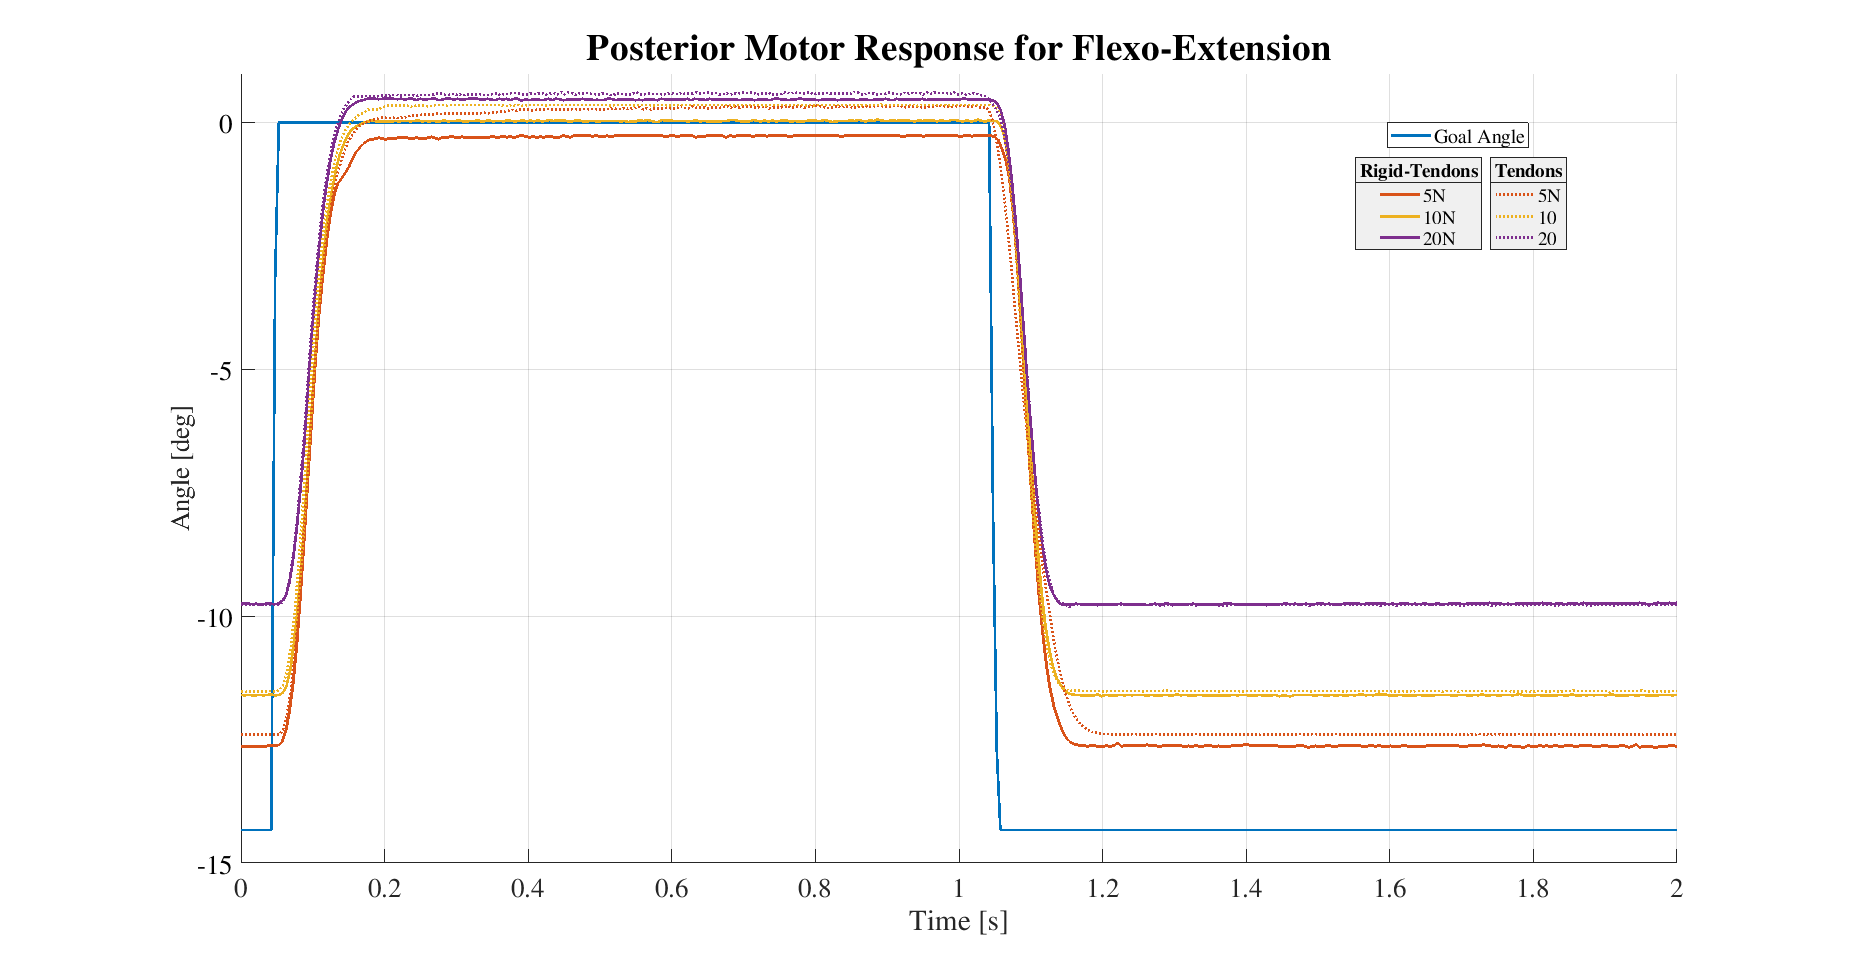 Posterior Motor Response for Flexo-Extension
0
-5
-10
-15
Angle [deg]
Goal Angle
Rigid-Tendons
5N
10N
20N
Tendons
5N
10
20
0 0.2 0.4 0.6 0.8 1 1.2 1.4 1.6 1.8 2
Time [s]